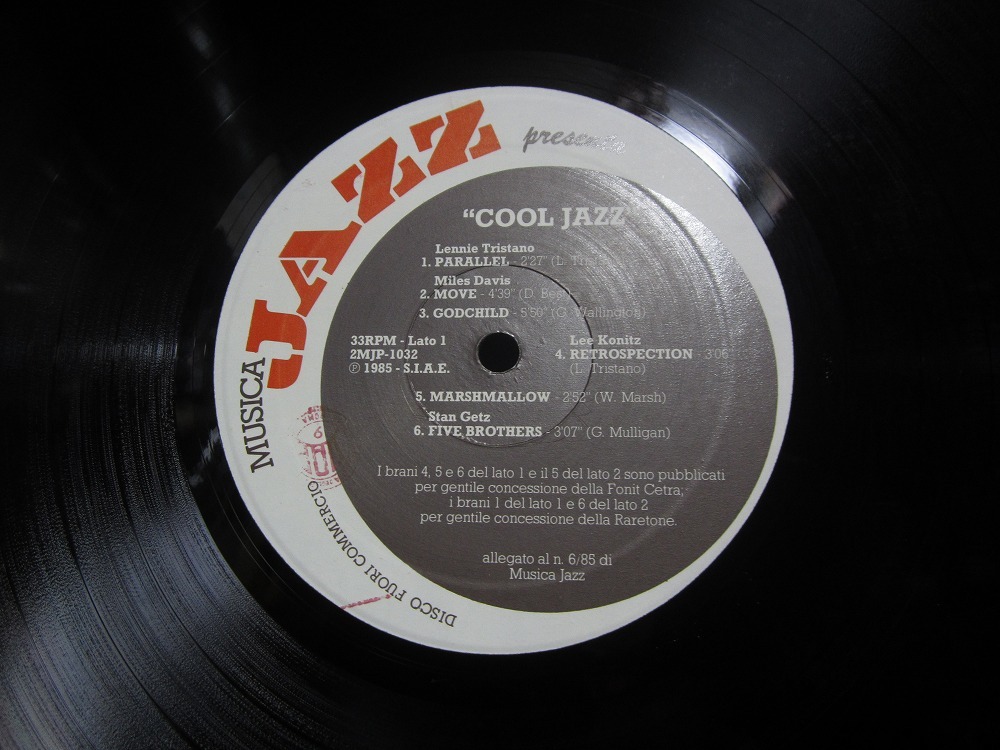 MUSICA JAZZ presenta
"COOL JAZZ"
Lennie Tristano
1. PARALLEL - 2'27" (L.
Miles Davis
2. MOVE - 4'39" (D.
3. GODCHILD - 5'50" (G. Wallington)
33RPM - Lato 1
2MJP-1032
℗ 1985 - S.I.A.E.
Lee Konitz
4. RETROSPECTION - 3'06"
(L. Tristano)
5. MARSHMALLOW - 2'52" (W. Marsh)
Stan Getz
6. FIVE BROTHERS - 3'07" (G. Mulligan)
I brani 4, 5 e 6 del lato 1 e il 5 del lato 2 sono pubblicati
per gentile concessione della Fonit Cetra;
i brani 1 del lato 1 e 6 del lato 2
per gentile concessione della Raretone.
allegato al n. 6/85 di
Musica Jazz
DISCO FUORI COMMERCIO